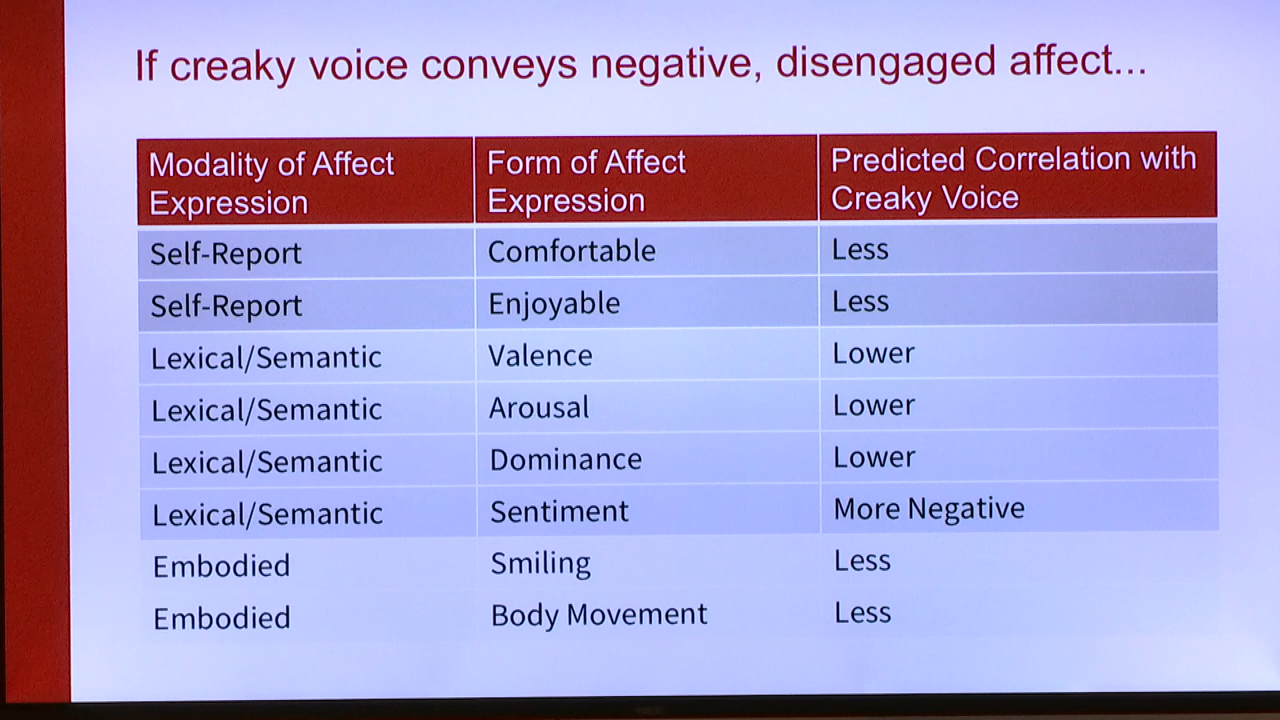 If creaky voice conveys negative, disengaged affect...
Modality of Affect Expression Form of Affect Expression Predicted Correlation with Creaky Voice
Self-Report Comfortable Less
Self-Report Enjoyable Less
Lexical/Semantic Valence Lower
Lexical/Semantic Arousal Lower
Lexical/Semantic Dominance Lower
Lexical/Semantic Sentiment More Negative
Embodied Smiling Less
Embodied Body Movement Less